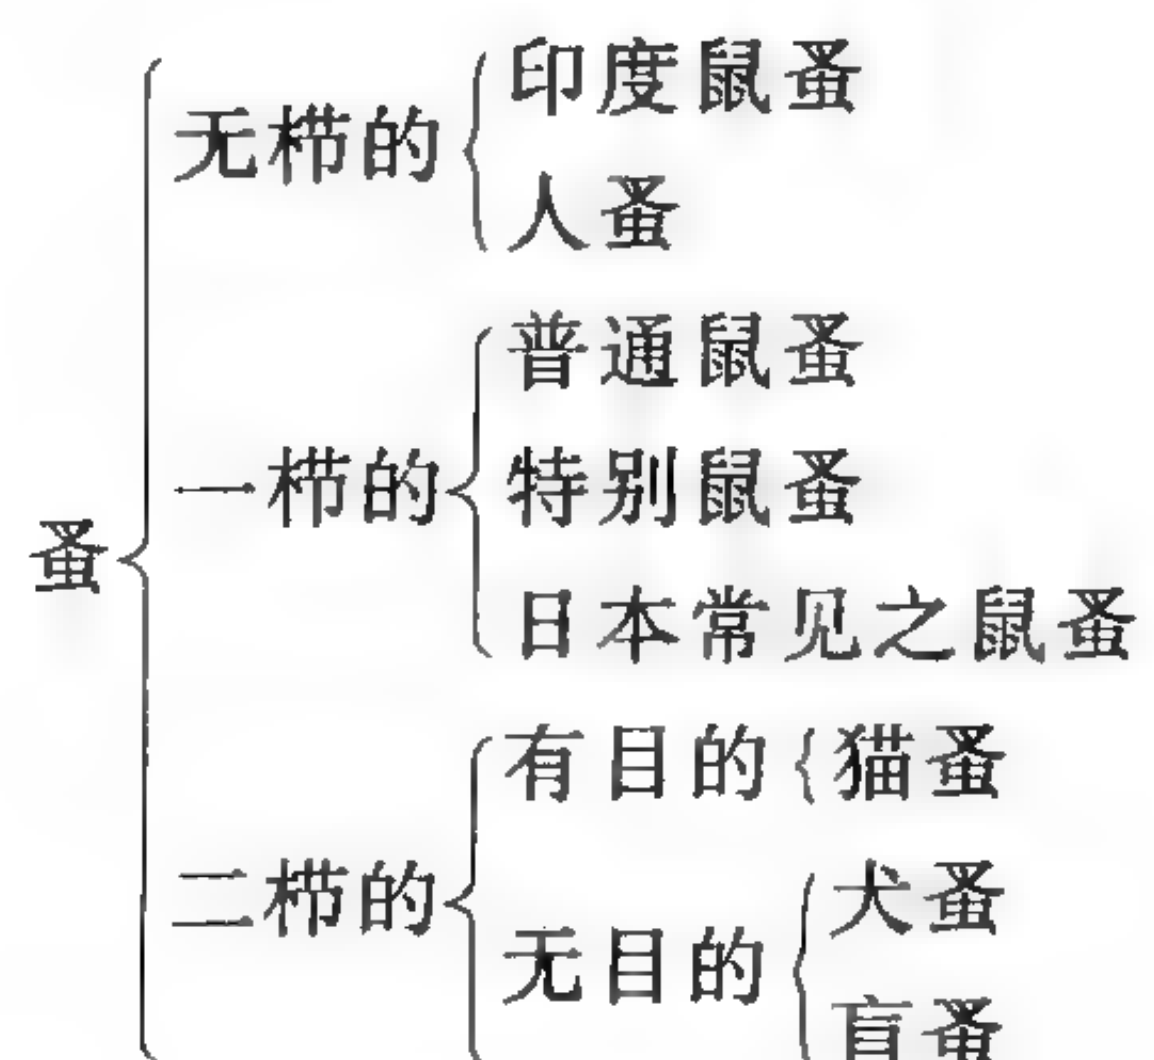 蚤
无栉的
印度鼠蚤
人蚤
一栉的
普通鼠蚤
特别鼠蚤
日本常见之鼠蚤
二栉的
有目的
猫蚤
无目的
犬蚤
盲蚤